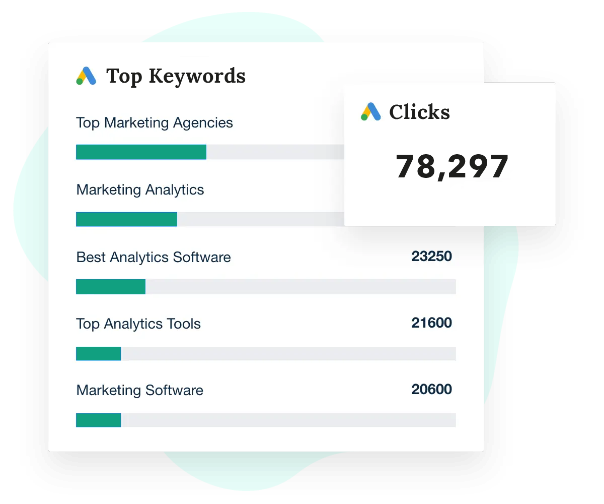 Top Keywords
Top Marketing Agencies
Clicks
78,297
Marketing Analytics
Best Analytics Software 23250
Top Analytics Tools 21600
Marketing Software 20600